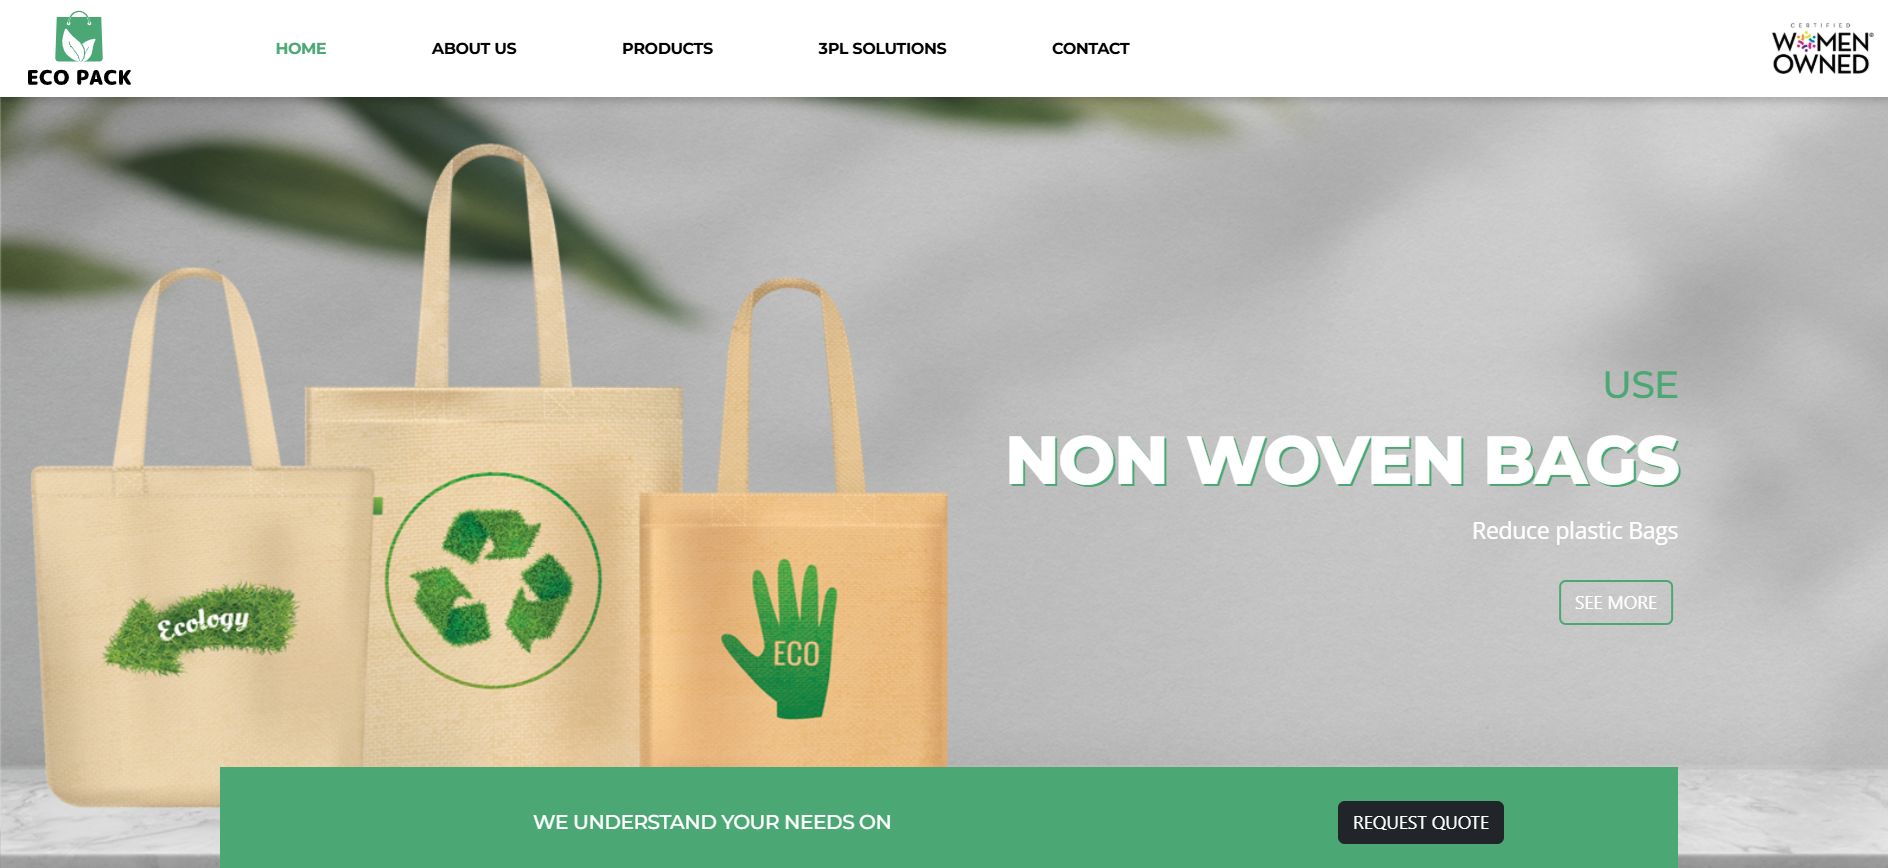 ECO PACK
HOME
ABOUT US
PRODUCTS
3PL SOLUTIONS
CONTACT
CERTIFIED
WOMEN
OWNED
USE
NON WOVEN BAGS
Reduce plastic Bags
SEE MORE
Ecology
ECO
WE UNDERSTAND YOUR NEEDS ON
REQUEST QUOTE